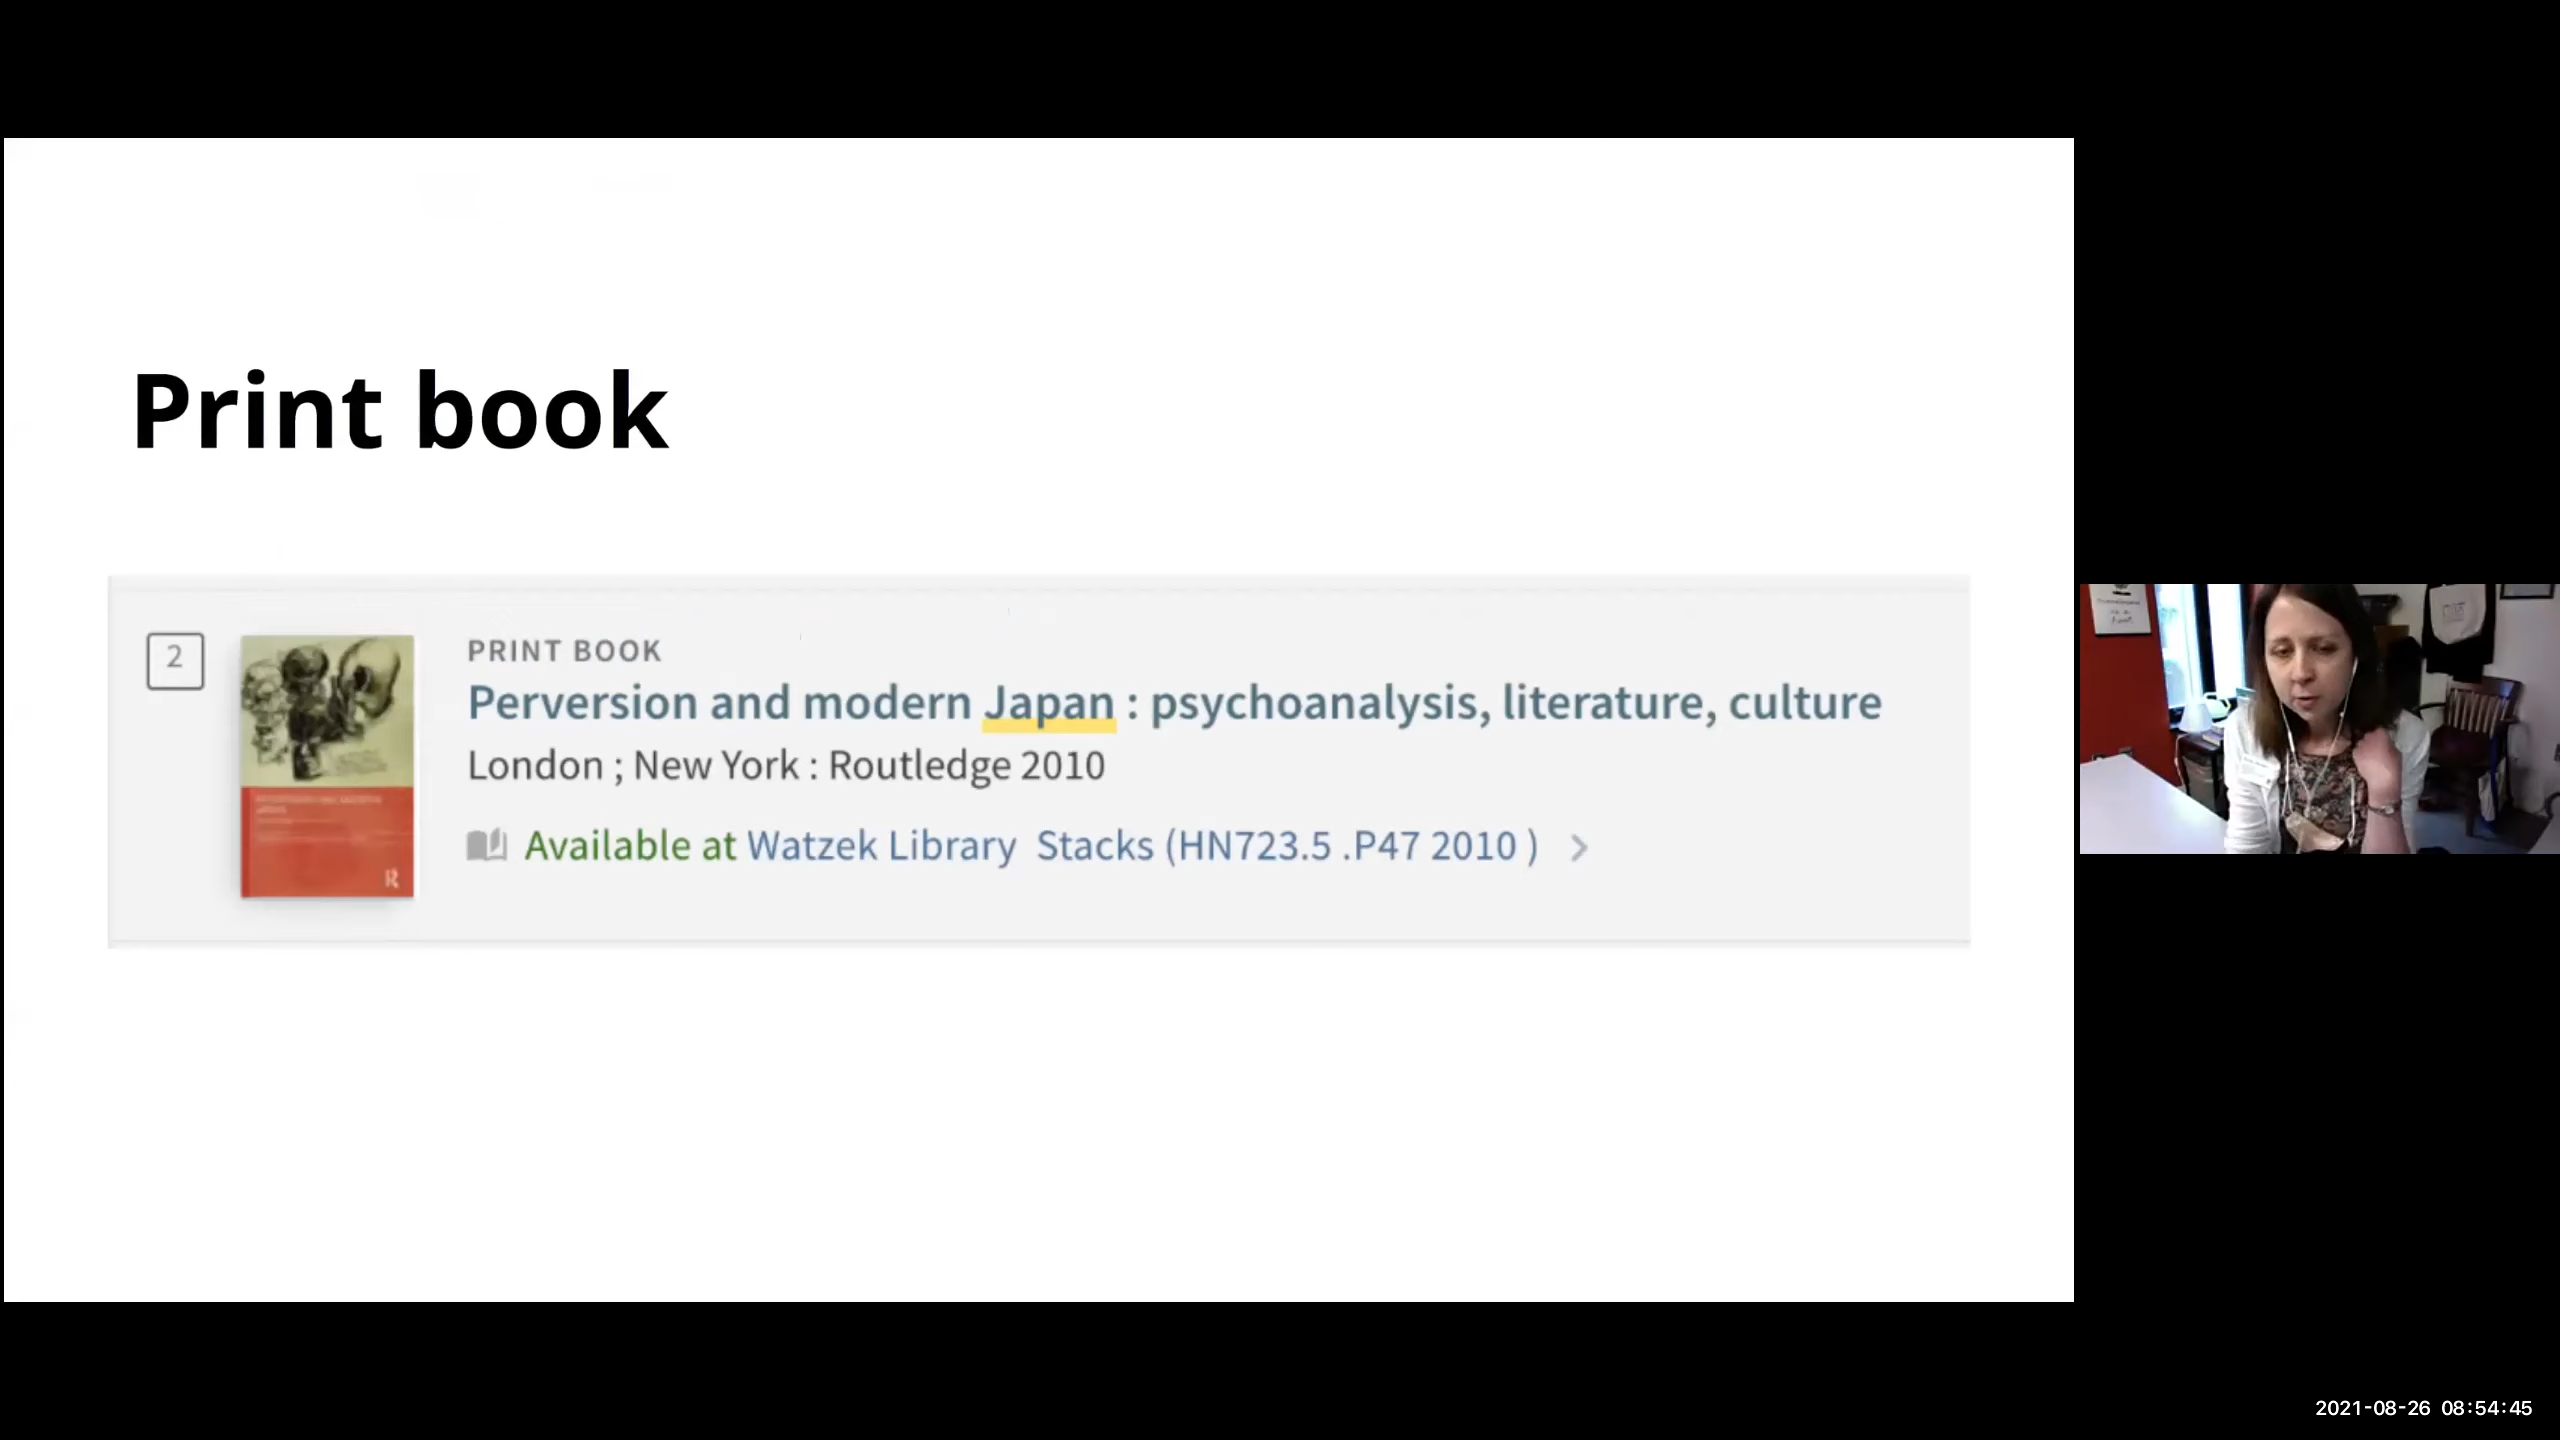 Print book
2
PRINT BOOK
Perversion and modern Japan : psychoanalysis, literature, culture
London ; New York : Routledge 2010
Available at Watzek Library Stacks (HN723.5 .P47 2010 )
R
2021-08-26 08:54:45